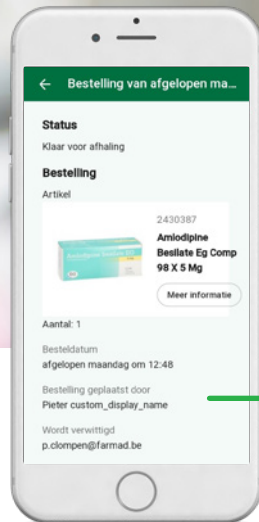 Bestelling van afgelopen ma...
Status
Klaar voor afhaling
Bestelling
Artikel
2430387
Amlodipine
Besilate Eg Comp
98 X 5 Mg
Meer informatie
Aantal: 1
Besteldatum
afgelopen maandag om 12:48
Bestelling geplaatst door
Pieter custom_display_name
Wordt verwittigd
p.clompen@farmad.be